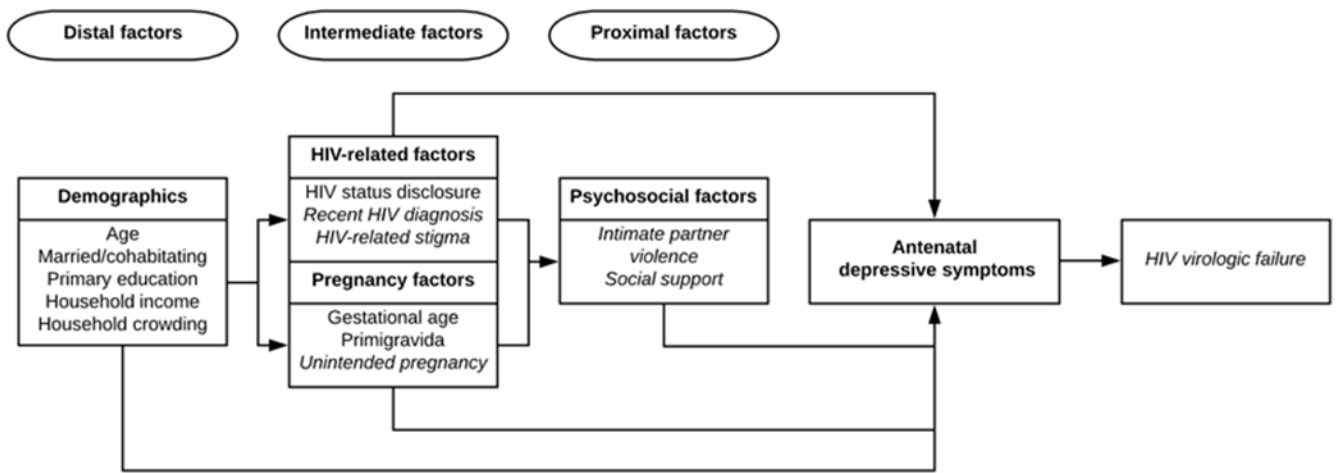 Distal factors
Intermediate factors
Proximal factors
Demographics
Age
Married/cohabitating
Primary education
Household income
Household crowding
HIV-related factors
HIV status disclosure
Recent HIV diagnosis
HIV-related stigma
Pregnancy factors
Gestational age
Primigravida
Unintended pregnancy
Psychosocial factors
Intimate partner
violence
Social support
Antenatal
depressive symptoms
HIV virologic failure